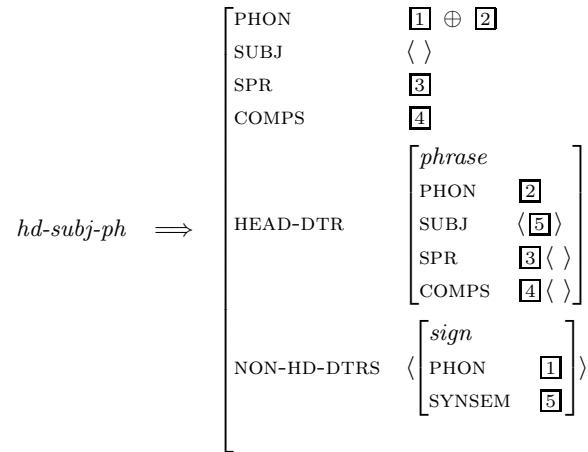 PHON 1 ⊕ 2
SUBJ ⟨ ⟩
SPR 3
COMPS 4
phrase
PHON 2
hd-subj-ph ⟹ HEAD-DTR SUBJ ⟨ 5 ⟩
SPR 3 ⟨ ⟩
COMPS 4 ⟨ ⟩
sign
NON-HD-DTRS ⟨ PHON 1 ⟩
SYNSEM 5